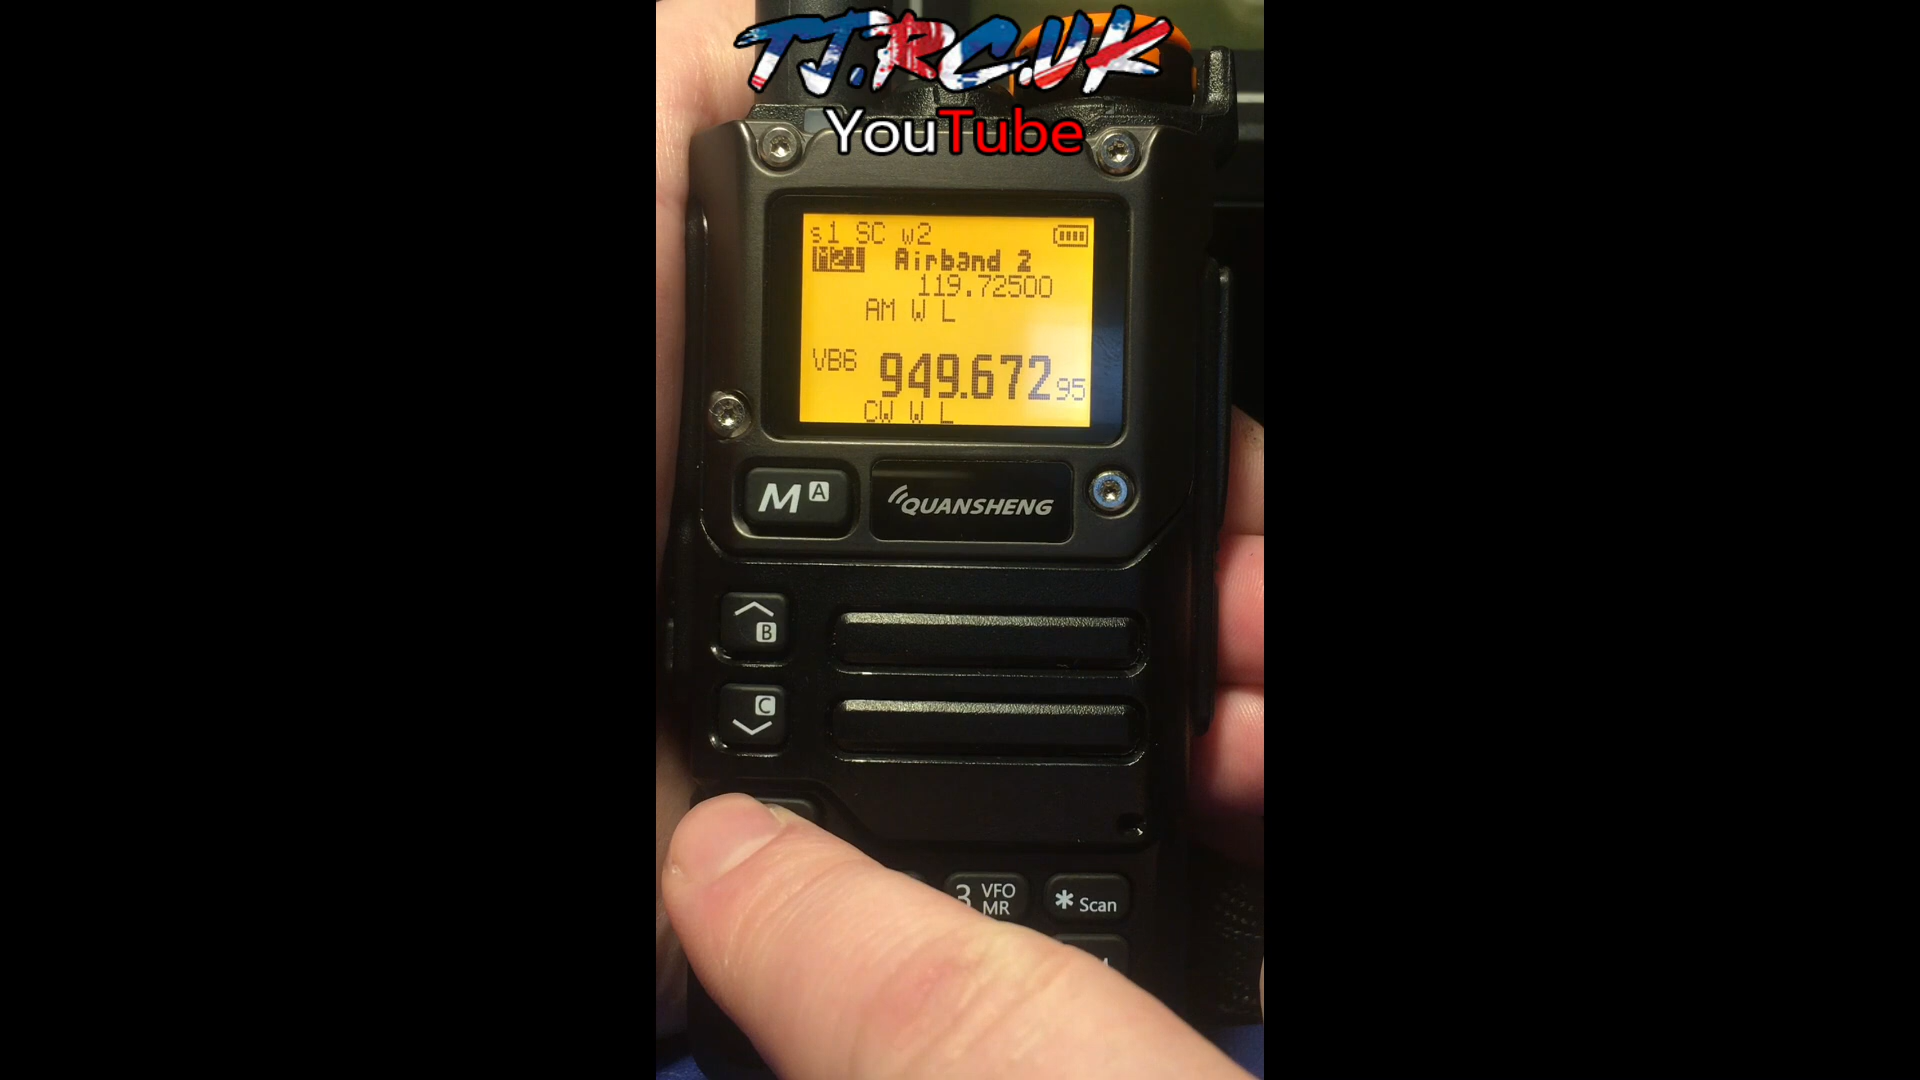 TJ.RC.UK
YouTube
s1 SC w2
Airband 2
119.72500
AM W L
VB6 949.67295
CW W L
M A
QUANSHENG
B
C
3 VFO MR
* Scan